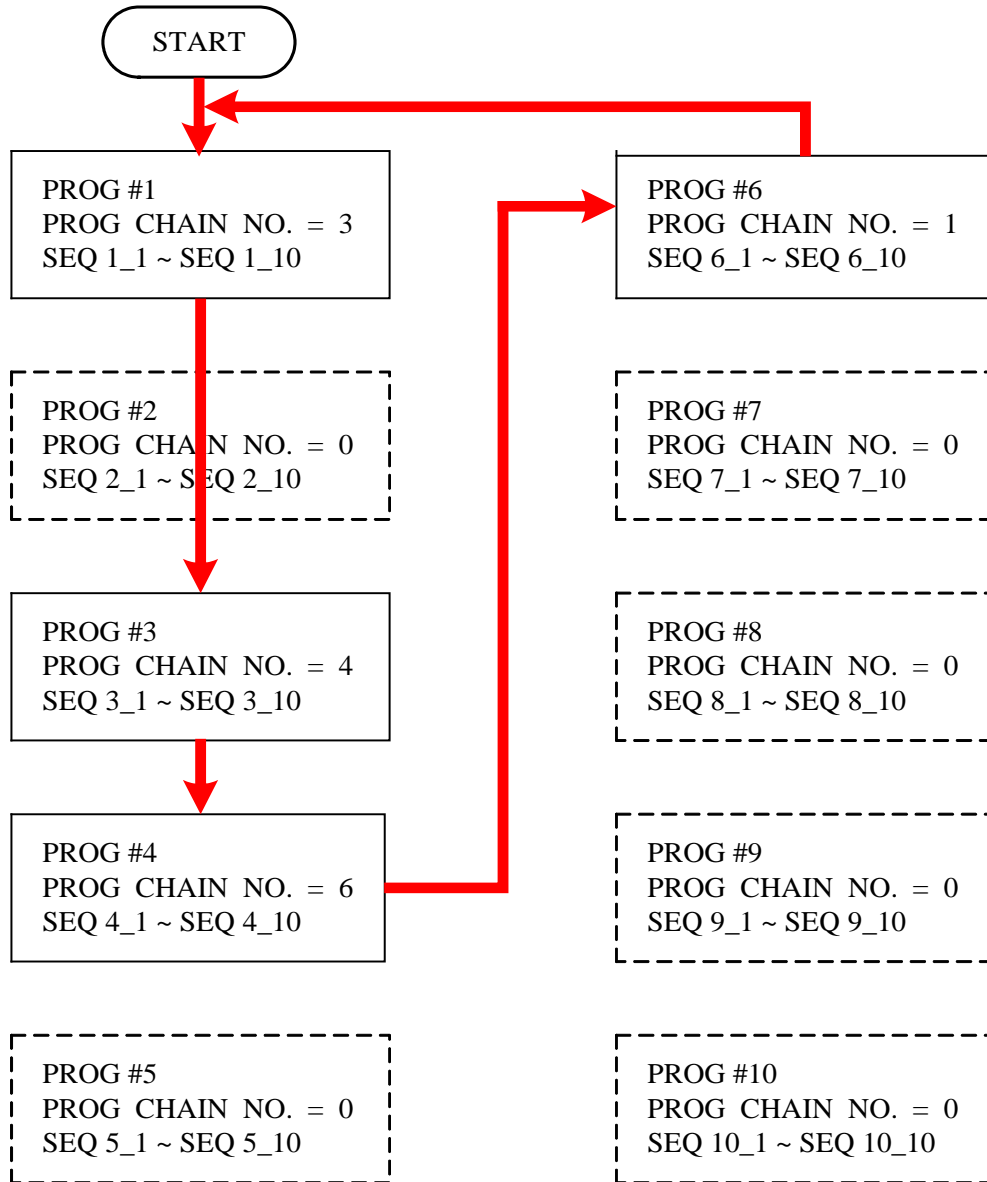 START
PROG #1
PROG CHAIN NO. = 3
SEQ 1_1 ~ SEQ 1_10
PROG #2
PROG CHAIN NO. = 0
SEQ 2_1 ~ SEQ 2_10
PROG #3
PROG CHAIN NO. = 4
SEQ 3_1 ~ SEQ 3_10
PROG #4
PROG CHAIN NO. = 6
SEQ 4_1 ~ SEQ 4_10
PROG #5
PROG CHAIN NO. = 0
SEQ 5_1 ~ SEQ 5_10
PROG #6
PROG CHAIN NO. = 1
SEQ 6_1 ~ SEQ 6_10
PROG #7
PROG CHAIN NO. = 0
SEQ 7_1 ~ SEQ 7_10
PROG #8
PROG CHAIN NO. = 0
SEQ 8_1 ~ SEQ 8_10
PROG #9
PROG CHAIN NO. = 0
SEQ 9_1 ~ SEQ 9_10
PROG #10
PROG CHAIN NO. = 0
SEQ 10_1 ~ SEQ 10_10